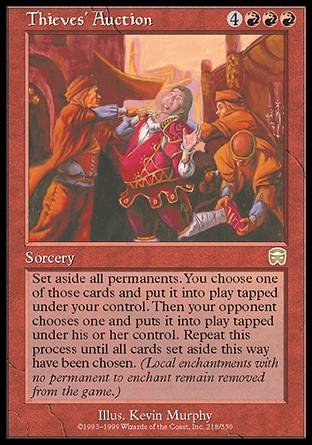 Thieves' Auction 4
Sorcery
Set aside all permanents. You choose one
of those cards and put it into play tapped
under your control. Then your opponent
chooses one and puts it into play tapped
under his or her control. Repeat this
process until all cards set aside this way
have been chosen. (Local enchantments with
no permanent to enchant remain removed
from the game.)
Illus. Kevin Murphy
©1993–1999 Wizards of the Coast, Inc. 218/350